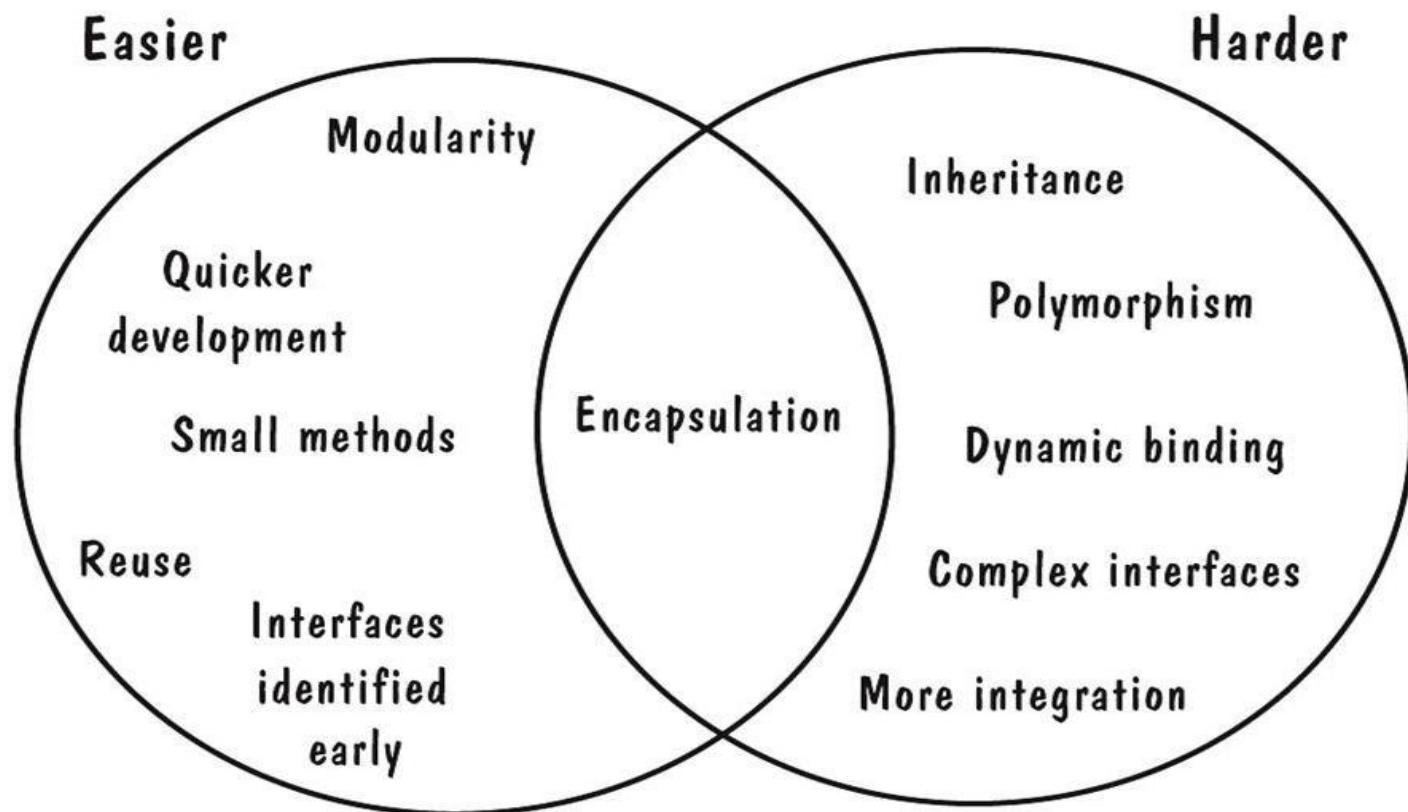 Easier
Harder
Modularity
Quicker
development
Small methods
Reuse
Interfaces
identified
early
Encapsulation
Inheritance
Polymorphism
Dynamic binding
Complex interfaces
More integration